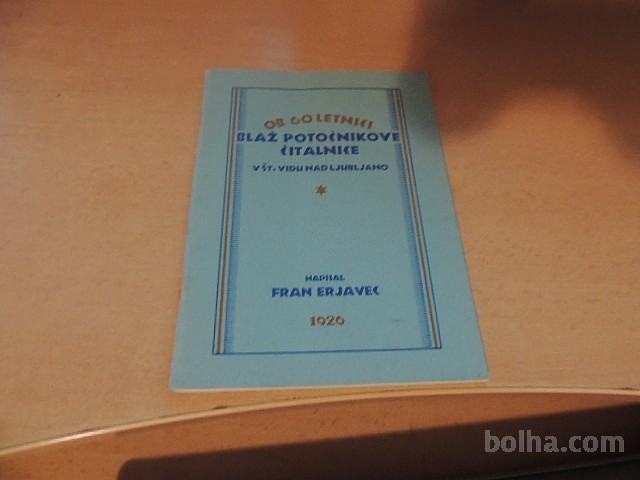 OB 60 LETNICI
BLAŽ POTOČNIKOVE
ČITALNICE
V ŠT. VIDU NAD LJUBLJANO
NAPISAL
FRAN ERJAVEC
1926
bolha.com